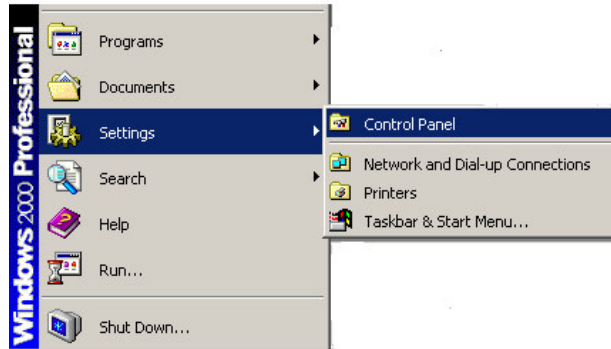 Windows 2000 Professional
Programs
Documents
Settings
Search
Help
Run...
Shut Down...
Control Panel
Network and Dial-up Connections
Printers
Taskbar & Start Menu...